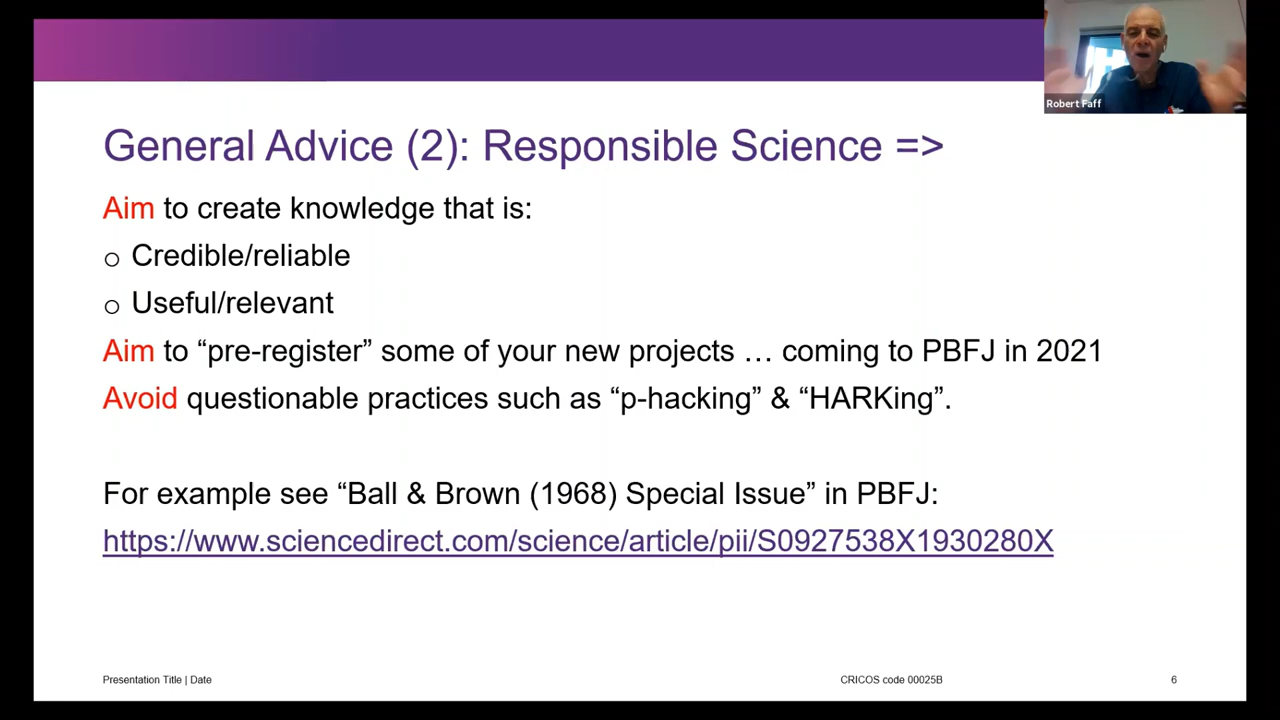 Robert Faff
General Advice (2): Responsible Science =>
Aim to create knowledge that is:
o Credible/reliable
o Useful/relevant
Aim to “pre-register” some of your new projects … coming to PBFJ in 2021
Avoid questionable practices such as “p-hacking” & “HARKing”.
For example see “Ball & Brown (1968) Special Issue” in PBFJ:
https://www.sciencedirect.com/science/article/pii/S0927538X1930280X
Presentation Title | Date
CRICOS code 00025B
6